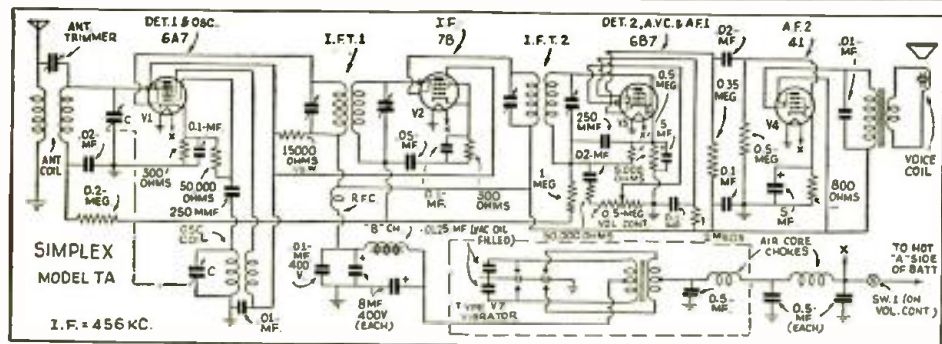 ANT.
TRIMMER
DET. 1 & OSC.
6A7
I.F.T. 1
I.F.
78
I.F.T. 2
DET. 2, A.V.C. & A.F.1
6B7
.02-
MF.
A.F.2
41
.01-
MF.
V1
V2
V4
C
X
.02-
MF.
ANT
COIL
0.2-MEG
300
OHMS
0.1-MF.
50,000
OHMS
250 MMF
15000
OHMS
.05-
MF.
0.1-
MF.
300
OHMS
1
MEG
250
MMF
.02-MF
0.5
MEG
5
MF
OHMS
0.5-MEG
VOL. CONT
50,000 OHMS
0.35
MEG
0.1
MF
0.5-
MEG
5
MF
800
OHMS
VOICE
COIL
SIMPLEX
MODEL TA
I.F. = 456 KC.
OSC
COIL
C
.01-
MF.
R.F.C.
"B" CH
.0125 MF (VAC OIL
FILLED)
.01-
MF
400
V.
8 MF
400V
(EACH)
VIBRATOR
AIR CORE
CHOKES
0.5-
MF.
0.5-
MF
(EACH)
X
TO HOT
"A" SIDE
OF BATT
SW. 1 (ON
VOL. CONT.)